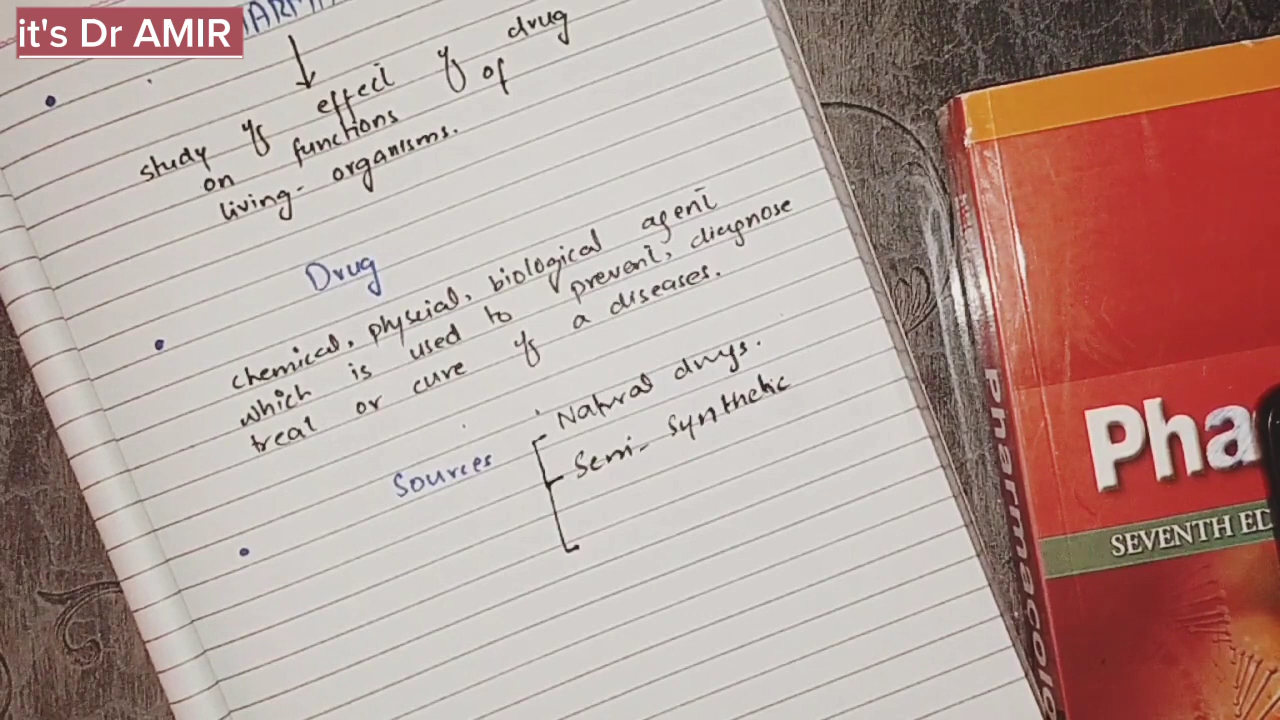 it's Dr AMIR
study of effect of drug
on functions of
living- organisms.
Drug
chemical, physcial, biological agent
which is used to prevent, diagnose
treat or cure of a diseases.
Sources
Natural drugs.
Semi- synthetic
Pha
SEVENTH ED
Pharmacolo